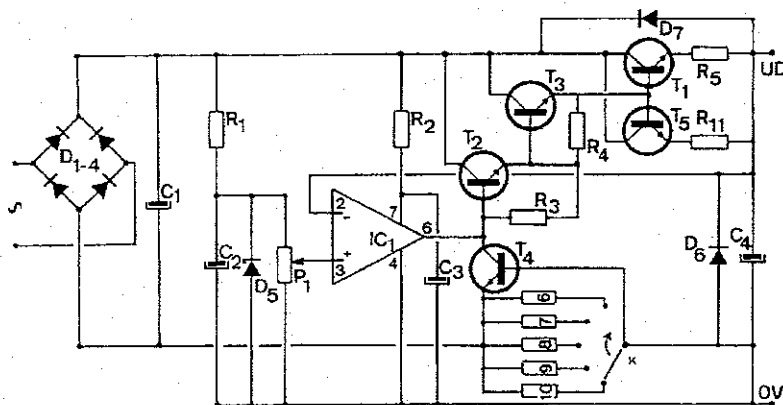 D7
UD
R5
T3
T1
R1
R2
T2
T5
R11
D1-4
R4
S
C1
2
-
7
6
R3
IC1
T4
D6
C4
C2
D5
P1
+
3
4
C3
6
7
8
9
10
x
0V